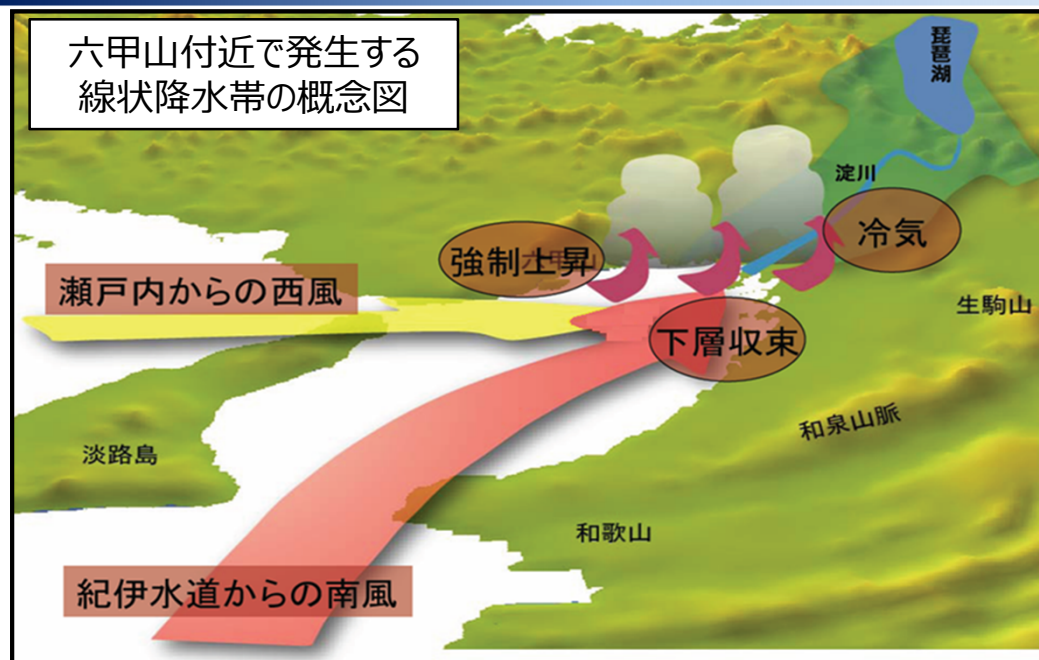 六甲山付近で発生する
線状降水帯の概念図
琵琶湖
淀川
冷気
強制上昇
六甲山
瀬戸内からの西風
生駒山
下層収束
和泉山脈
淡路島
和歌山
紀伊水道からの南風